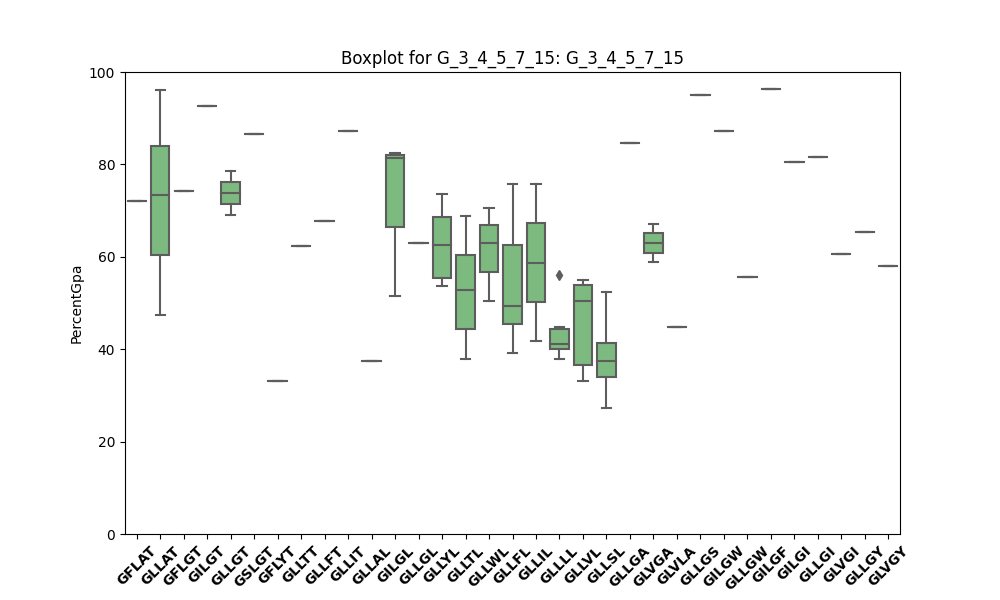 Boxplot for G_3_4_5_7_15: G_3_4_5_7_15
PercentGpa
100
80
60
40
20
0
GFLAT
GLLAT
GFLGT
GILGT
GLLGT
GSLGT
GFLYT
GLLTT
GLLFT
GLLIT
GLLAL
GILGL
GLLGL
GLLYL
GLLTL
GLLWL
GLLFL
GLLIL
GLLLL
GLLVL
GLLSL
GLLGA
GLVGA
GLVLA
GLLGS
GILGW
GLLGW
GILGF
GILGI
GLLGI
GLVGI
GLLGY
GLVGY